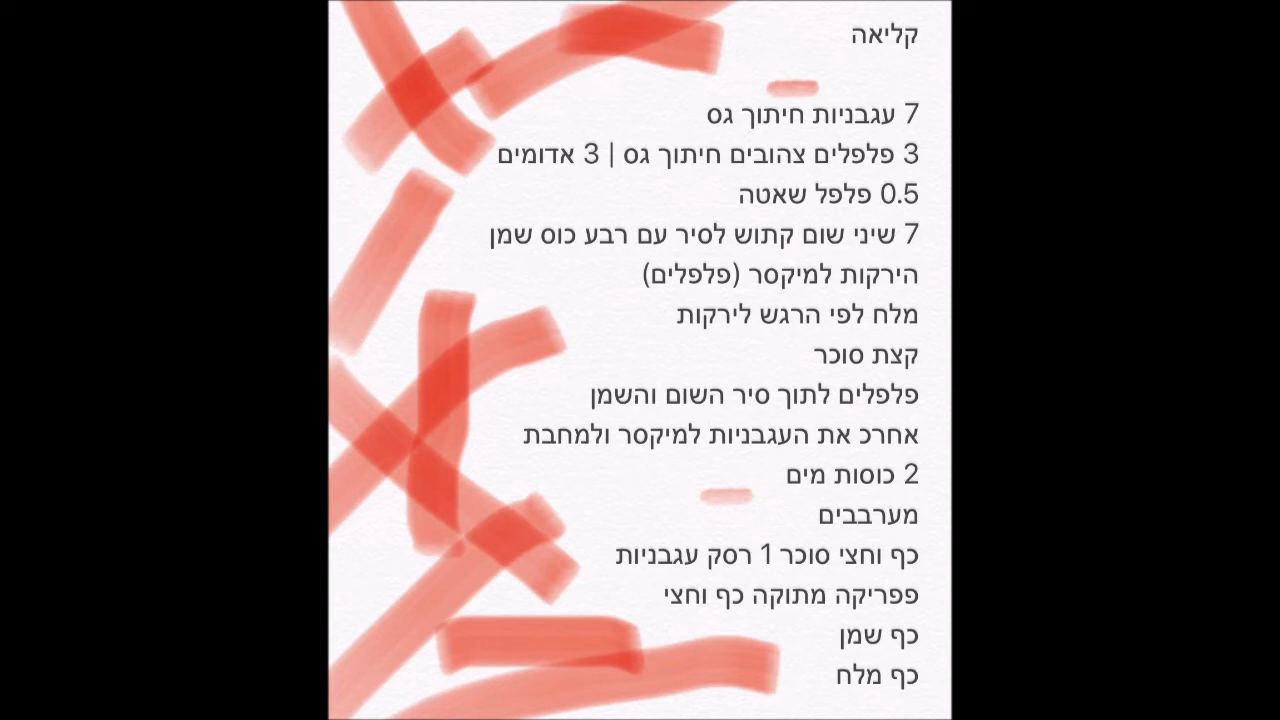 קליאה
7 עגבניות חיתוך גס
3 פלפלים צהובים חיתוך גס | 3 אדומים
0.5 פלפל שאטה
7 שיני שום קתוש לסיר עם רבע כוס שמן
הירקות למיקסר (פלפלים)
מלח לפי הרגש לירקות
קצת סוכר
פלפלים לתוך סיר השום והשמן
אחרכ את העגבניות למיקסר ולמחבת
2 כוסות מים
מערבבים
כף וחצי סוכר 1 רסק עגבניות
פפריקה מתוקה כף וחצי
כף שמן
כף מלח